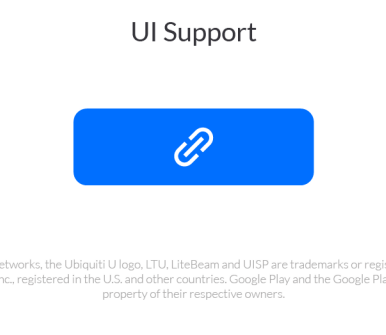 UI Support
etworks, the Ubiquiti U logo, LTU, LiteBeam and UISP are trademarks or regis
nc., registered in the U.S. and other countries, Google Play and the Google Pla
property of their respective owners.